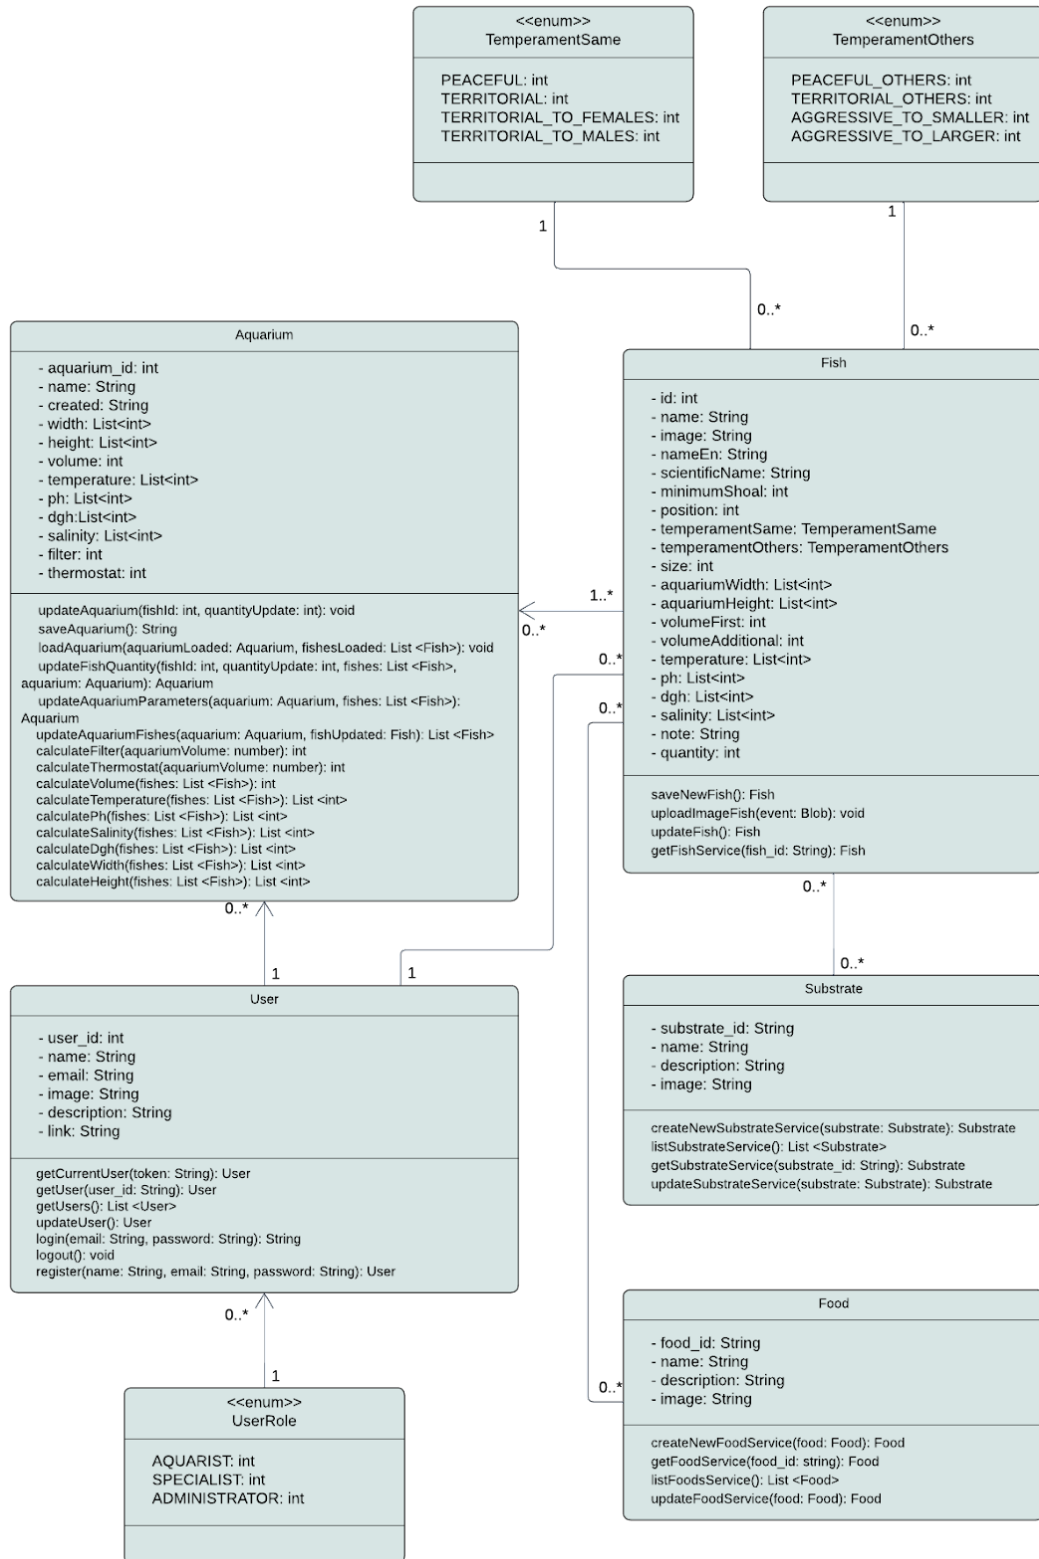 <<enum>>
TemperamentSame
PEACEFUL: int
TERRITORIAL: int
TERRITORIAL_TO_FEMALES: int
TERRITORIAL_TO_MALES: int
<<enum>>
TemperamentOthers
PEACEFUL_OTHERS: int
TERRITORIAL_OTHERS: int
AGGRESSIVE_TO_SMALLER: int
AGGRESSIVE_TO_LARGER: int
1
1
0..*
0..*
Aquarium
- aquarium_id: int
- name: String
- created: String
- width: List<int>
- height: List<int>
- volume: int
- temperature: List<int>
- ph: List<int>
- dgh:List<int>
- salinity: List<int>
- filter: int
- thermostat: int
updateAquarium(fishId: int, quantityUpdate: int): void
saveAquarium(): String
loadAquarium(aquariumLoaded: Aquarium, fishesLoaded: List <Fish>): void
updateFishQuantity(fishId: int, quantityUpdate: int, fishes: List <Fish>,
aquarium: Aquarium): Aquarium
updateAquariumParameters(aquarium: Aquarium, fishes: List <Fish>):
Aquarium
updateAquariumFishes(aquarium: Aquarium, fishUpdated: Fish): List <Fish>
calculateFilter(aquariumVolume: number): int
calculateThermostat(aquariumVolume: number): int
calculateVolume(fishes: List <Fish>): int
calculateTemperature(fishes: List <Fish>): List <int>
calculatePh(fishes: List <Fish>): List <int>
calculateSalinity(fishes: List <Fish>): List <int>
calculateDgh(fishes: List <Fish>): List <int>
calculateWidth(fishes: List <Fish>): List <int>
calculateHeight(fishes: List <Fish>): List <int>
Fish
- id: int
- name: String
- image: String
- nameEn: String
- scientificName: String
- minimumShoal: int
- position: int
- temperamentSame: TemperamentSame
- temperamentOthers: TemperamentOthers
- size: int
- aquariumWidth: List<int>
- aquariumHeight: List<int>
- volumeFirst: int
- volumeAdditional: int
- temperature: List<int>
- ph: List<int>
- dgh: List<int>
- salinity: List<int>
- note: String
- quantity: int
saveNewFish(): Fish
uploadImageFish(event: Blob): void
updateFish(): Fish
getFishService(fish_id: String): Fish
1..*
0..*
0..*
0..*
0..*
1
1
0..*
0..*
User
- user_id: int
- name: String
- email: String
- image: String
- description: String
- link: String
getCurrentUser(token: String): User
getUser(user_id: String): User
getUsers(): List <User>
updateUser(): User
login(email: String, password: String): String
logout(): void
register(name: String, email: String, password: String): User
Substrate
- substrate_id: String
- name: String
- description: String
- image: String
createNewSubstrateService(substrate: Substrate): Substrate
listSubstrateService(): List <Substrate>
getSubstrateService(substrate_id: String): Substrate
updateSubstrateService(substrate: Substrate): Substrate
0..*
1
0..*
<<enum>>
UserRole
AQUARIST: int
SPECIALIST: int
ADMINISTRATOR: int
Food
- food_id: String
- name: String
- description: String
- image: String
createNewFoodService(food: Food): Food
getFoodService(food_id: string): Food
listFoodsService(): List <Food>
updateFoodService(food: Food): Food